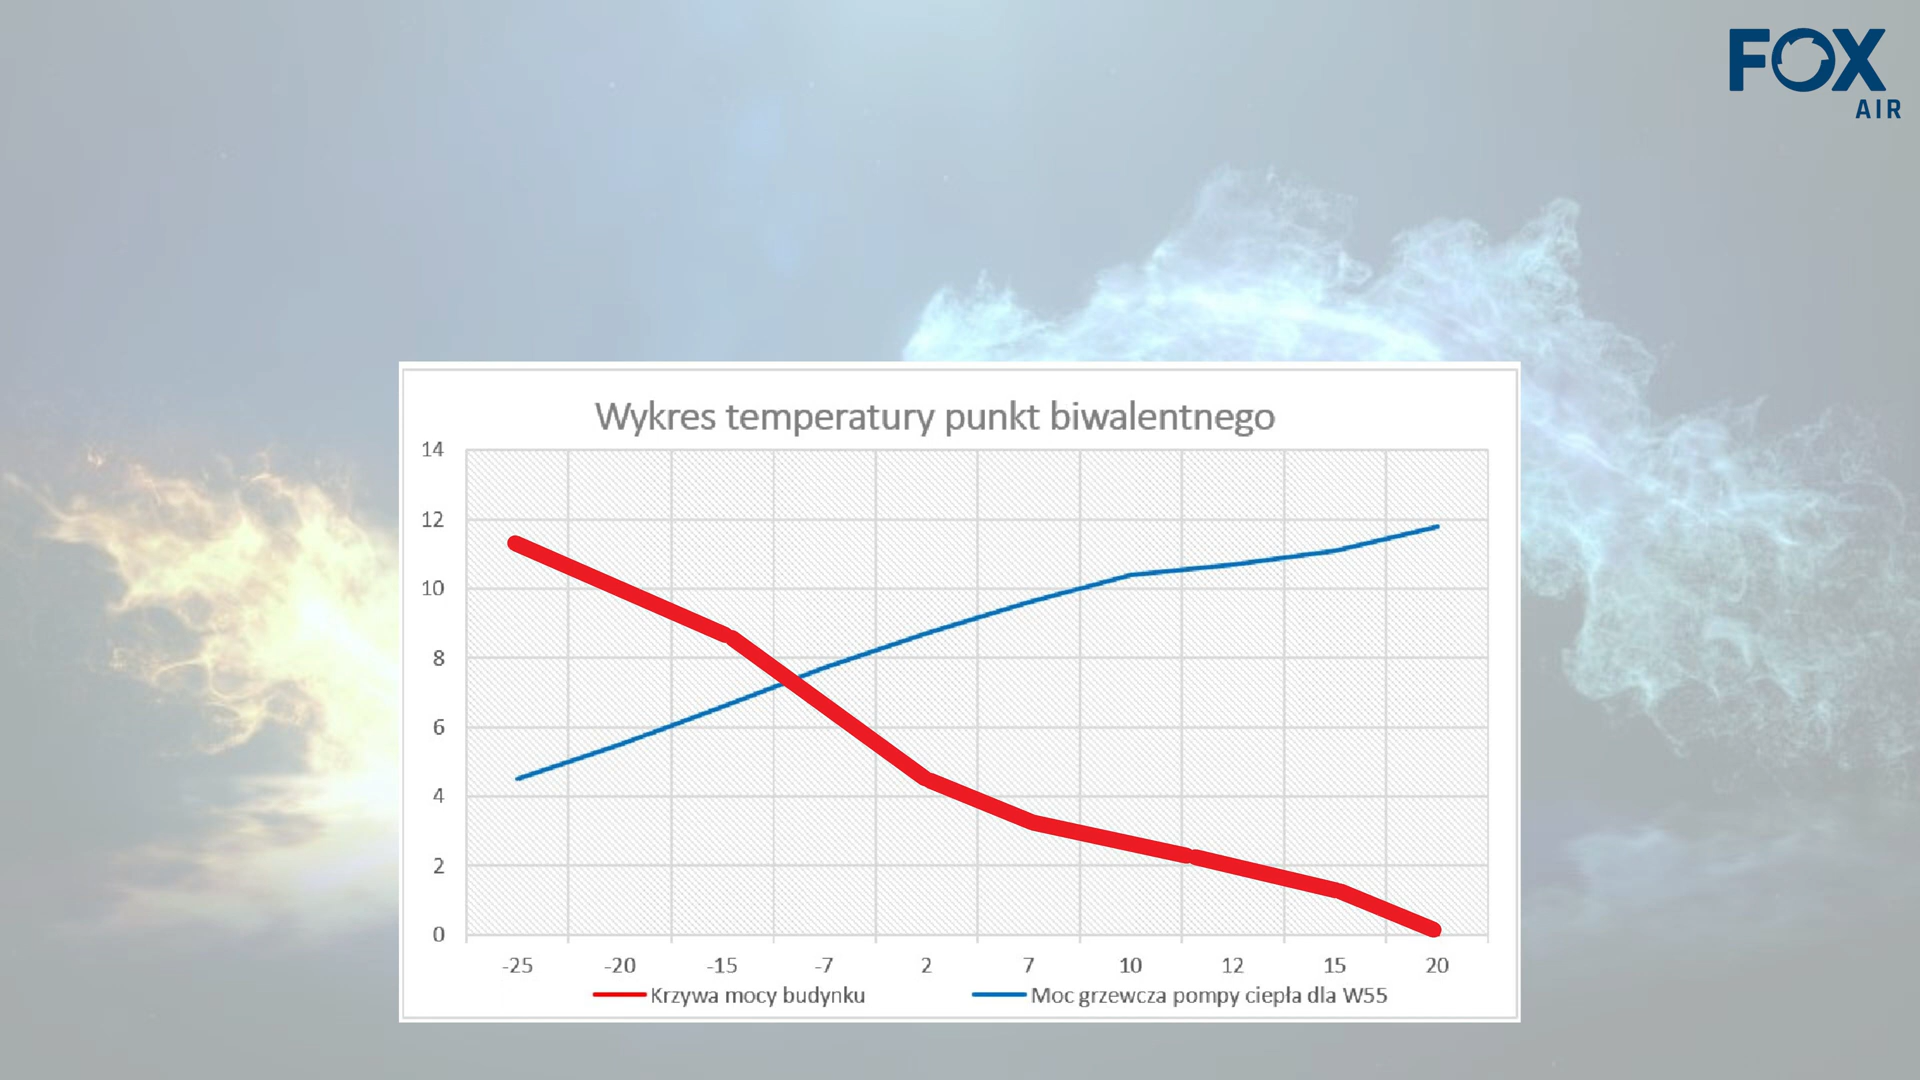 FOX
AIR
Wykres temperatury punkt biwalentnego
14
12
10
8
6
4
2
0
-25 -20 -15 -7 2 7 10 12 15 20
Krzywa mocy budynku Moc grzewcza pompy ciepła dla W55